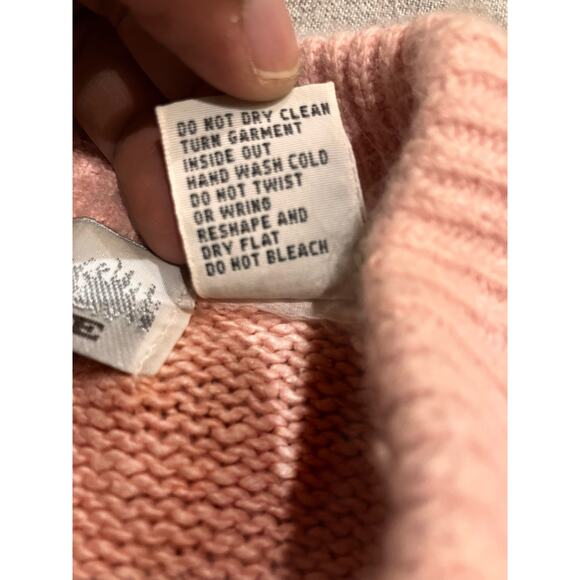 DO NOT DRY CLEAN
TURN GARMENT
INSIDE OUT
HAND WASH COLD
DO NOT TWIST
OR WRING
RESHAPE AND
DRY FLAT
DO NOT BLEACH
E